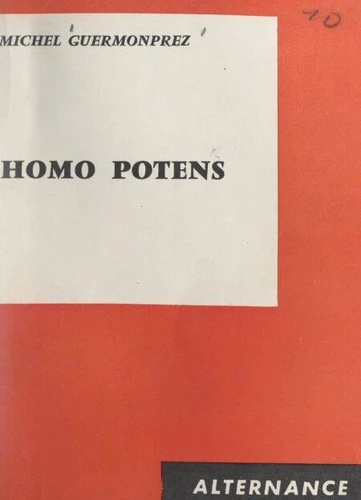 10
MICHEL GUERMONPREZ
HOMO POTENS
ALTERNANCE